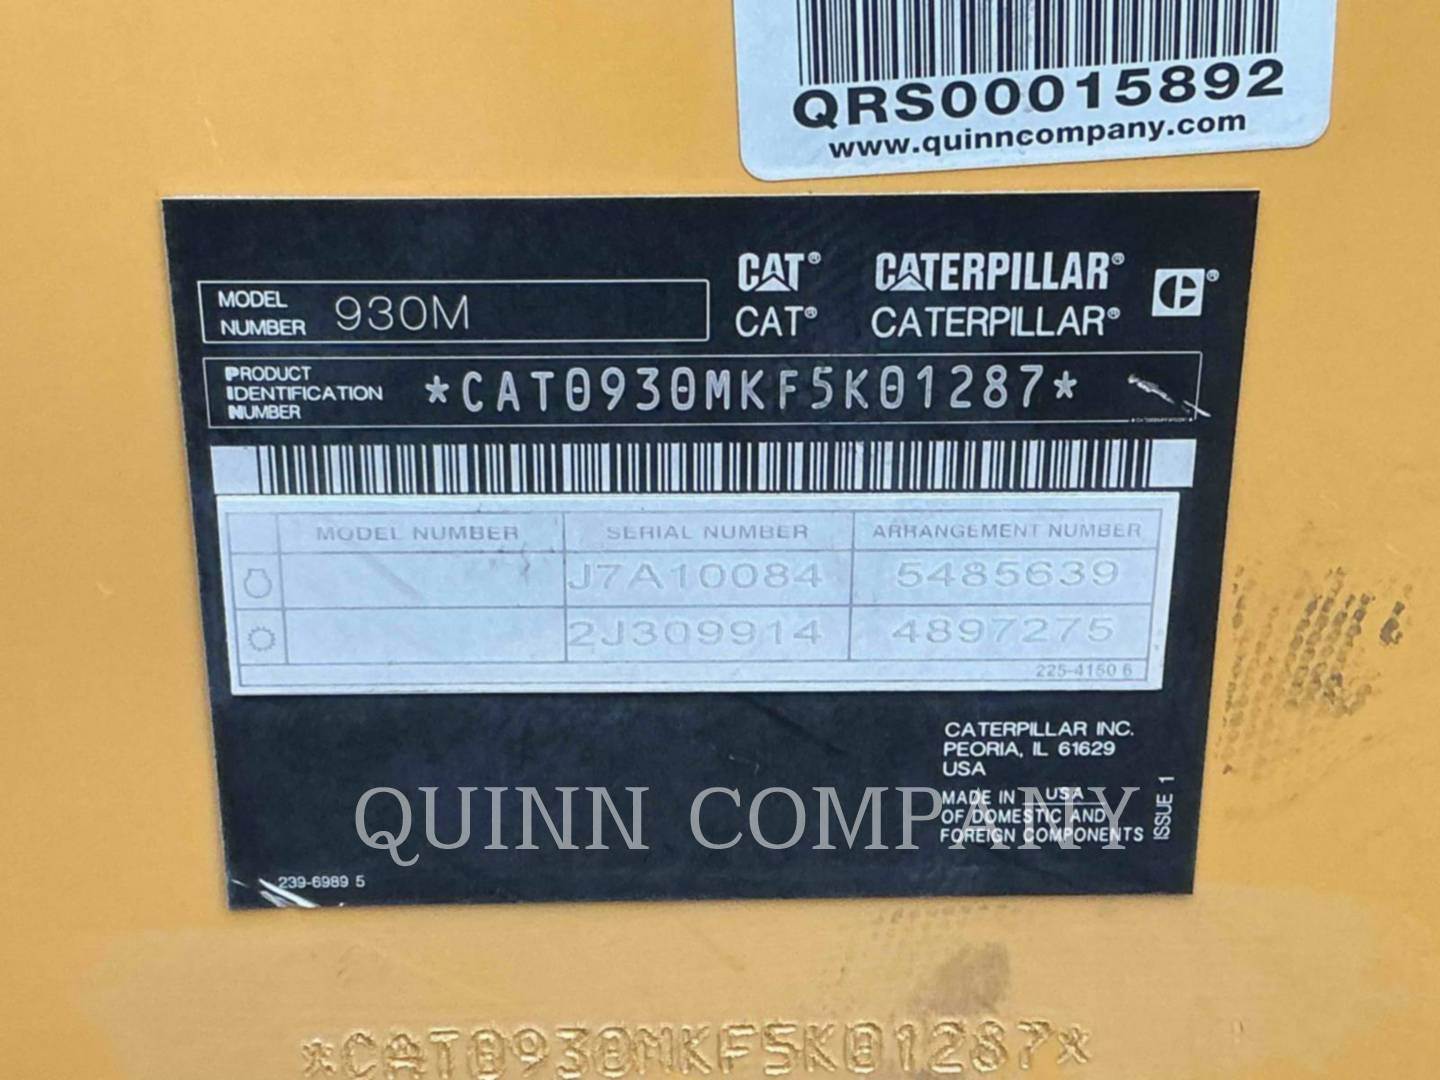 QRS00015892
www.quinncompany.com
CAT® CATERPILLAR®
MODEL NUMBER 930M
CAT® CATERPILLAR®
PRODUCT IDENTIFICATION NUMBER *CAT0930MKF5K01287*
MODEL NUMBER SERIAL NUMBER ARRANGEMENT NUMBER
J7A10084 5485639
2J309914 4897275
225-4150 6
CATERPILLAR INC.
PEORIA, IL 61629
USA
MADE IN USA
OF DOMESTIC AND
FOREIGN COMPONENTS
ISSUE 1
QUINN COMPANY
239-6989 5
*CAT0930MKF5K01287*